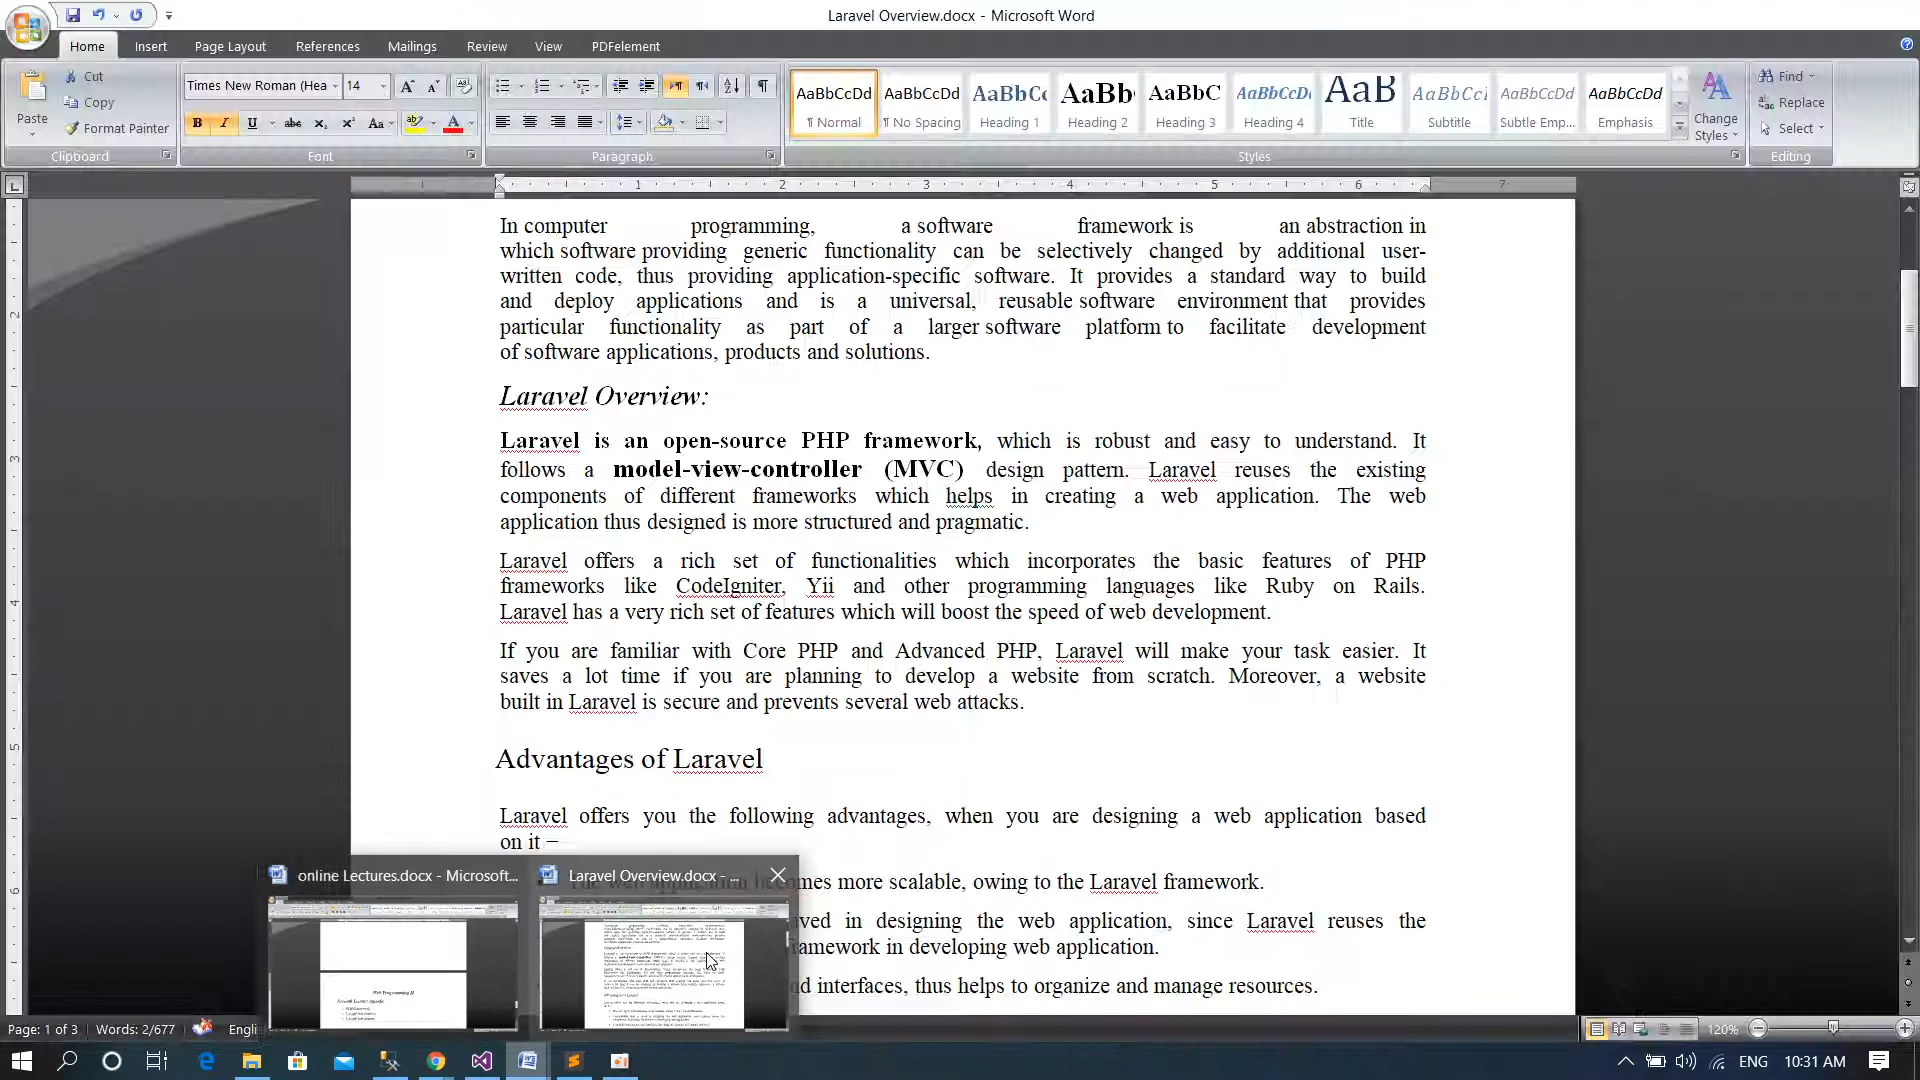 Laravel Overview.docx - Microsoft Word
Home Insert Page Layout References Mailings Review View PDFelement
Cut
Copy
Format Painter
Paste
Clipboard
Times New Roman (Hea 14
Font
Paragraph
AaBbCcDd AaBbCcDd AaBbCc AaBb AaBbC AaBbCcDd AaB AaBbCcl AaBbCcDd AaBbCcDd
¶ Normal ¶ No Spacing Heading 1 Heading 2 Heading 3 Heading 4 Title Subtitle Subtle Emp... Emphasis
Change Styles
Styles
Find
Replace
Select
Editing
1 2 3 4 5 6 7
In computer programming, a software framework is an abstraction in
which software providing generic functionality can be selectively changed by additional user-
written code, thus providing application-specific software. It provides a standard way to build
and deploy applications and is a universal, reusable software environment that provides
particular functionality as part of a larger software platform to facilitate development
of software applications, products and solutions.
Laravel Overview:
Laravel is an open-source PHP framework, which is robust and easy to understand. It
follows a model-view-controller (MVC) design pattern. Laravel reuses the existing
components of different frameworks which helps in creating a web application. The web
application thus designed is more structured and pragmatic.
Laravel offers a rich set of functionalities which incorporates the basic features of PHP
frameworks like CodeIgniter, Yii and other programming languages like Ruby on Rails.
Laravel has a very rich set of features which will boost the speed of web development.
If you are familiar with Core PHP and Advanced PHP, Laravel will make your task easier. It
saves a lot time if you are planning to develop a website from scratch. Moreover, a website
built in Laravel is secure and prevents several web attacks.
Advantages of Laravel
Laravel offers you the following advantages, when you are designing a web application based
on it −
more scalable, owing to the Laravel framework.
in designing the web application, since Laravel reuses the
in developing web application.
interfaces, thus helps to organize and manage resources.
online Lectures.docx - Microsoft...
Laravel Overview.docx - ...
Web Programming II
Page: 1 of 3 Words: 2/677 Engli
120%
ENG 10:31 AM